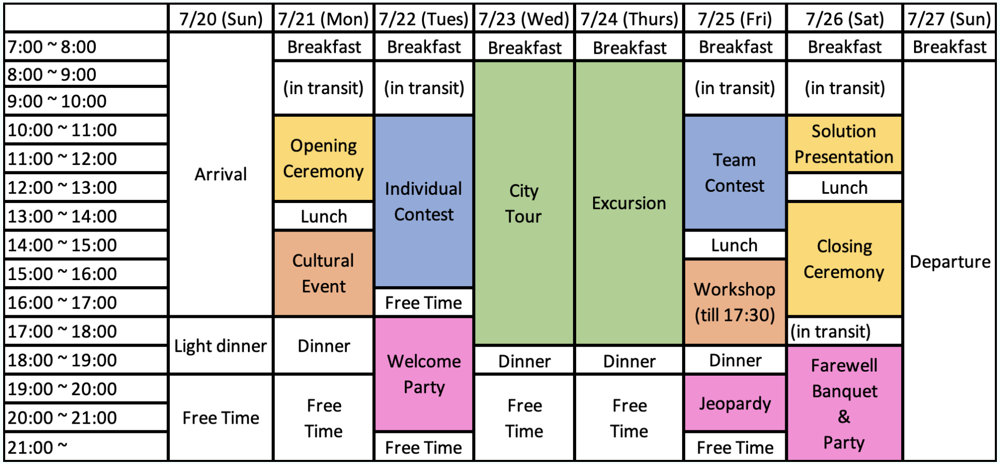 7/20 (Sun) 7/21 (Mon) 7/22 (Tues) 7/23 (Wed) 7/24 (Thurs) 7/25 (Fri) 7/26 (Sat) 7/27 (Sun)
7:00 ~ 8:00 Breakfast Breakfast Breakfast Breakfast Breakfast Breakfast Breakfast
8:00 ~ 9:00
9:00 ~ 10:00
(in transit) (in transit) (in transit) (in transit)
10:00 ~ 11:00
11:00 ~ 12:00
12:00 ~ 13:00
13:00 ~ 14:00
14:00 ~ 15:00
15:00 ~ 16:00
16:00 ~ 17:00
17:00 ~ 18:00
18:00 ~ 19:00
19:00 ~ 20:00
20:00 ~ 21:00
21:00 ~
Arrival
Light dinner
Free Time
Opening
Ceremony
Lunch
Cultural
Event
Dinner
Free
Time
Individual
Contest
Free Time
Welcome
Party
Free Time
City
Tour
Dinner
Free
Time
Excursion
Dinner
Free
Time
Team
Contest
Lunch
Workshop
(till 17:30)
Dinner
Jeopardy
Free Time
Solution
Presentation
Lunch
Closing
Ceremony
(in transit)
Farewell
Banquet
&
Party
Departure